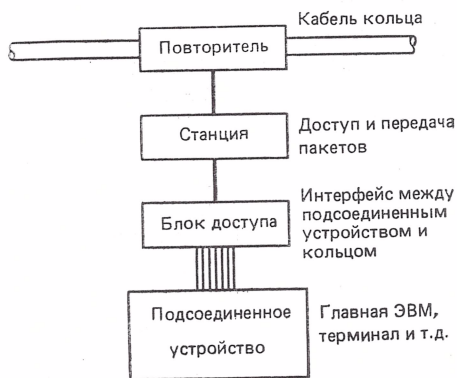 Кабель кольца
Повторитель
Станция
Доступ и передача
пакетов
Блок доступа
Интерфейс между
подсоединенным
устройством и
кольцом
Подсоединенное
устройство
Главная ЭВМ,
терминал и т.д.